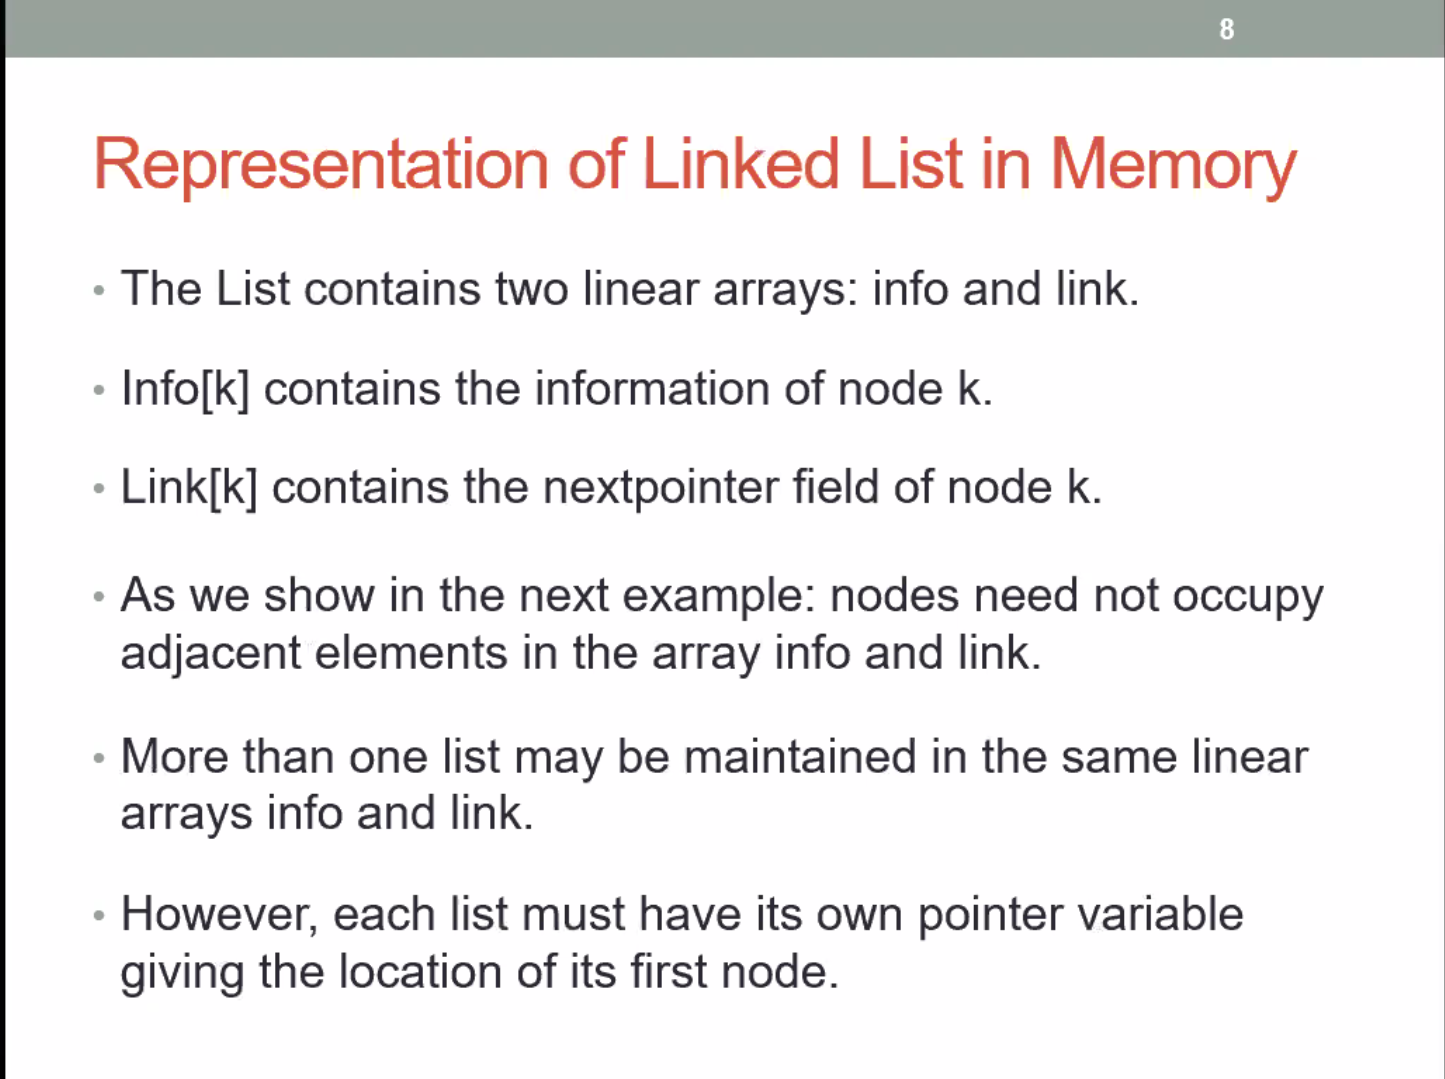 8
Representation of Linked List in Memory
• The List contains two linear arrays: info and link.
• Info[k] contains the information of node k.
• Link[k] contains the nextpointer field of node k.
• As we show in the next example: nodes need not occupy
adjacent elements in the array info and link.
• More than one list may be maintained in the same linear
arrays info and link.
• However, each list must have its own pointer variable
giving the location of its first node.